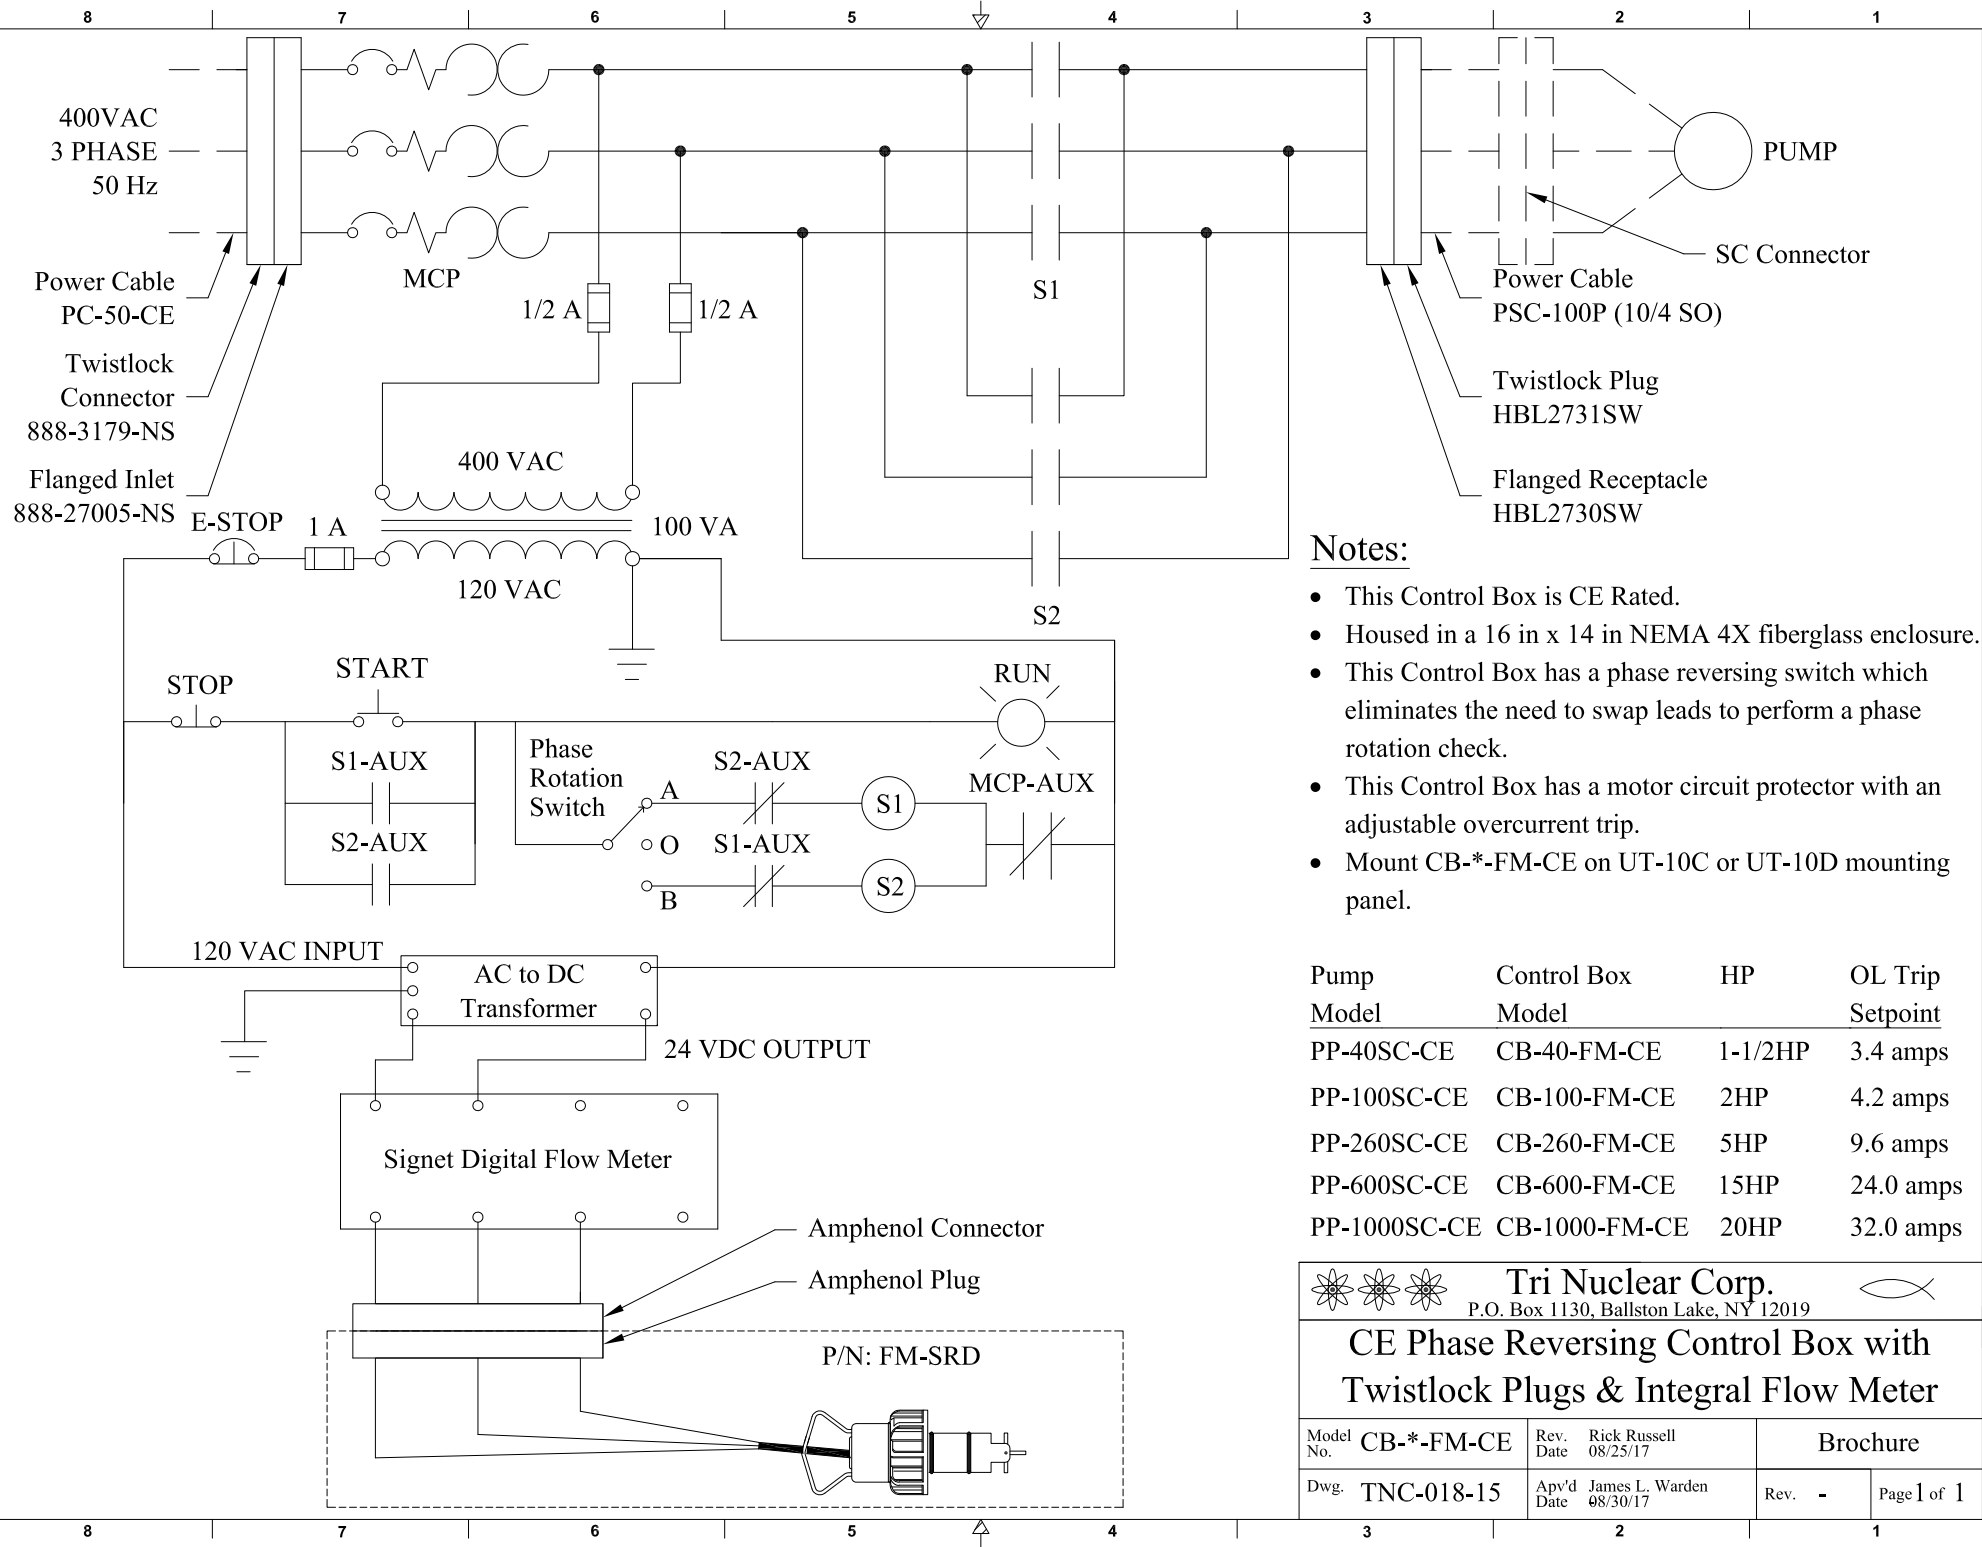 8 7 6 5 4 3 2 1
400VAC
3 PHASE
50 Hz
MCP
PUMP
SC Connector
Power Cable
PC-50-CE
Twistlock
Connector
888-3179-NS
Flanged Inlet
888-27005-NS
1/2 A
1/2 A
S1
Power Cable
PSC-100P (10/4 SO)
Twistlock Plug
HBL2731SW
Flanged Receptacle
HBL2730SW
400 VAC
E-STOP
1 A
100 VA
120 VAC
S2
STOP
START
RUN
S1-AUX
S2-AUX
Phase
Rotation
Switch
A
O
B
S2-AUX
S1
MCP-AUX
S1-AUX
S2
120 VAC INPUT
AC to DC
Transformer
24 VDC OUTPUT
Signet Digital Flow Meter
Amphenol Connector
Amphenol Plug
P/N: FM-SRD
Notes:
• This Control Box is CE Rated.
• Housed in a 16 in x 14 in NEMA 4X fiberglass enclosure.
• This Control Box has a phase reversing switch which
eliminates the need to swap leads to perform a phase
rotation check.
• This Control Box has a motor circuit protector with an
adjustable overcurrent trip.
• Mount CB-*-FM-CE on UT-10C or UT-10D mounting
panel.
Pump Control Box HP OL Trip
Model Model Setpoint
PP-40SC-CE CB-40-FM-CE 1-1/2HP 3.4 amps
PP-100SC-CE CB-100-FM-CE 2HP 4.2 amps
PP-260SC-CE CB-260-FM-CE 5HP 9.6 amps
PP-600SC-CE CB-600-FM-CE 15HP 24.0 amps
PP-1000SC-CE CB-1000-FM-CE 20HP 32.0 amps
Tri Nuclear Corp.
P.O. Box 1130, Ballston Lake, NY 12019
CE Phase Reversing Control Box with
Twistlock Plugs & Integral Flow Meter
Model No. CB-*-FM-CE
Rev. Rick Russell
Date 08/25/17
Brochure
Dwg. TNC-018-15
Apv'd James L. Warden
Date 08/30/17
Rev. -
Page 1 of 1
8 7 6 5 4 3 2 1